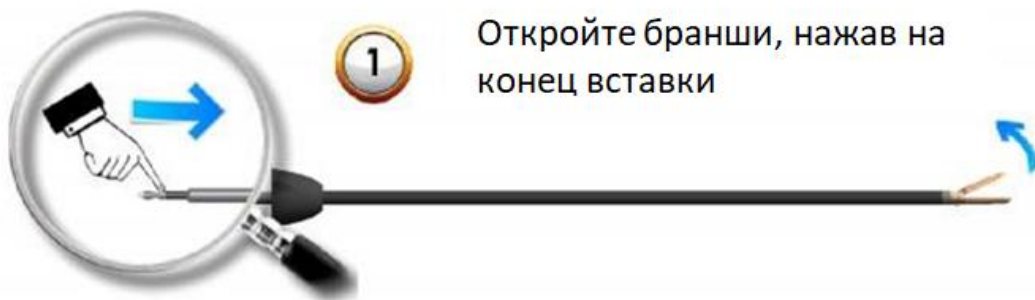 1
Откройте бранши, нажав на
конец вставки